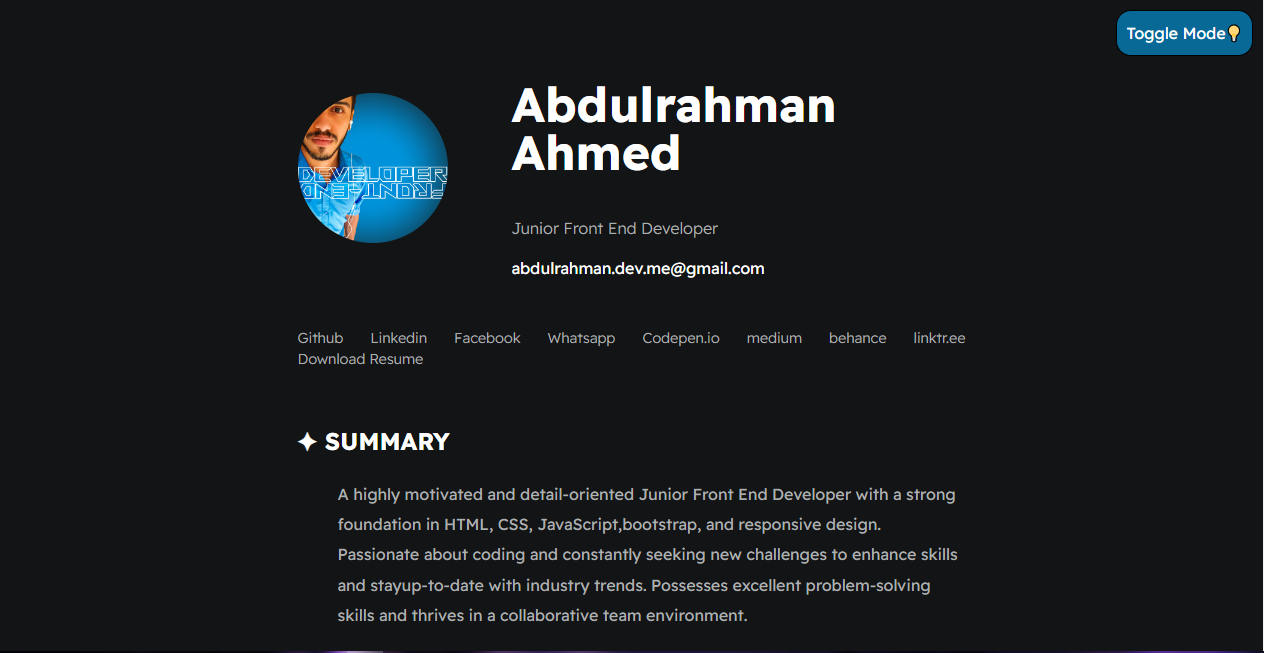 Toggle Mode
Abdulrahman
Ahmed
DEVELOPER
FRONT-END
Junior Front End Developer
abdulrahman.dev.me@gmail.com
Github Linkedin Facebook Whatsapp Codepen.io medium behance linktr.ee
Download Resume
✦ SUMMARY
A highly motivated and detail-oriented Junior Front End Developer with a strong
foundation in HTML, CSS, JavaScript,bootstrap, and responsive design.
Passionate about coding and constantly seeking new challenges to enhance skills
and stayup-to-date with industry trends. Possesses excellent problem-solving
skills and thrives in a collaborative team environment.